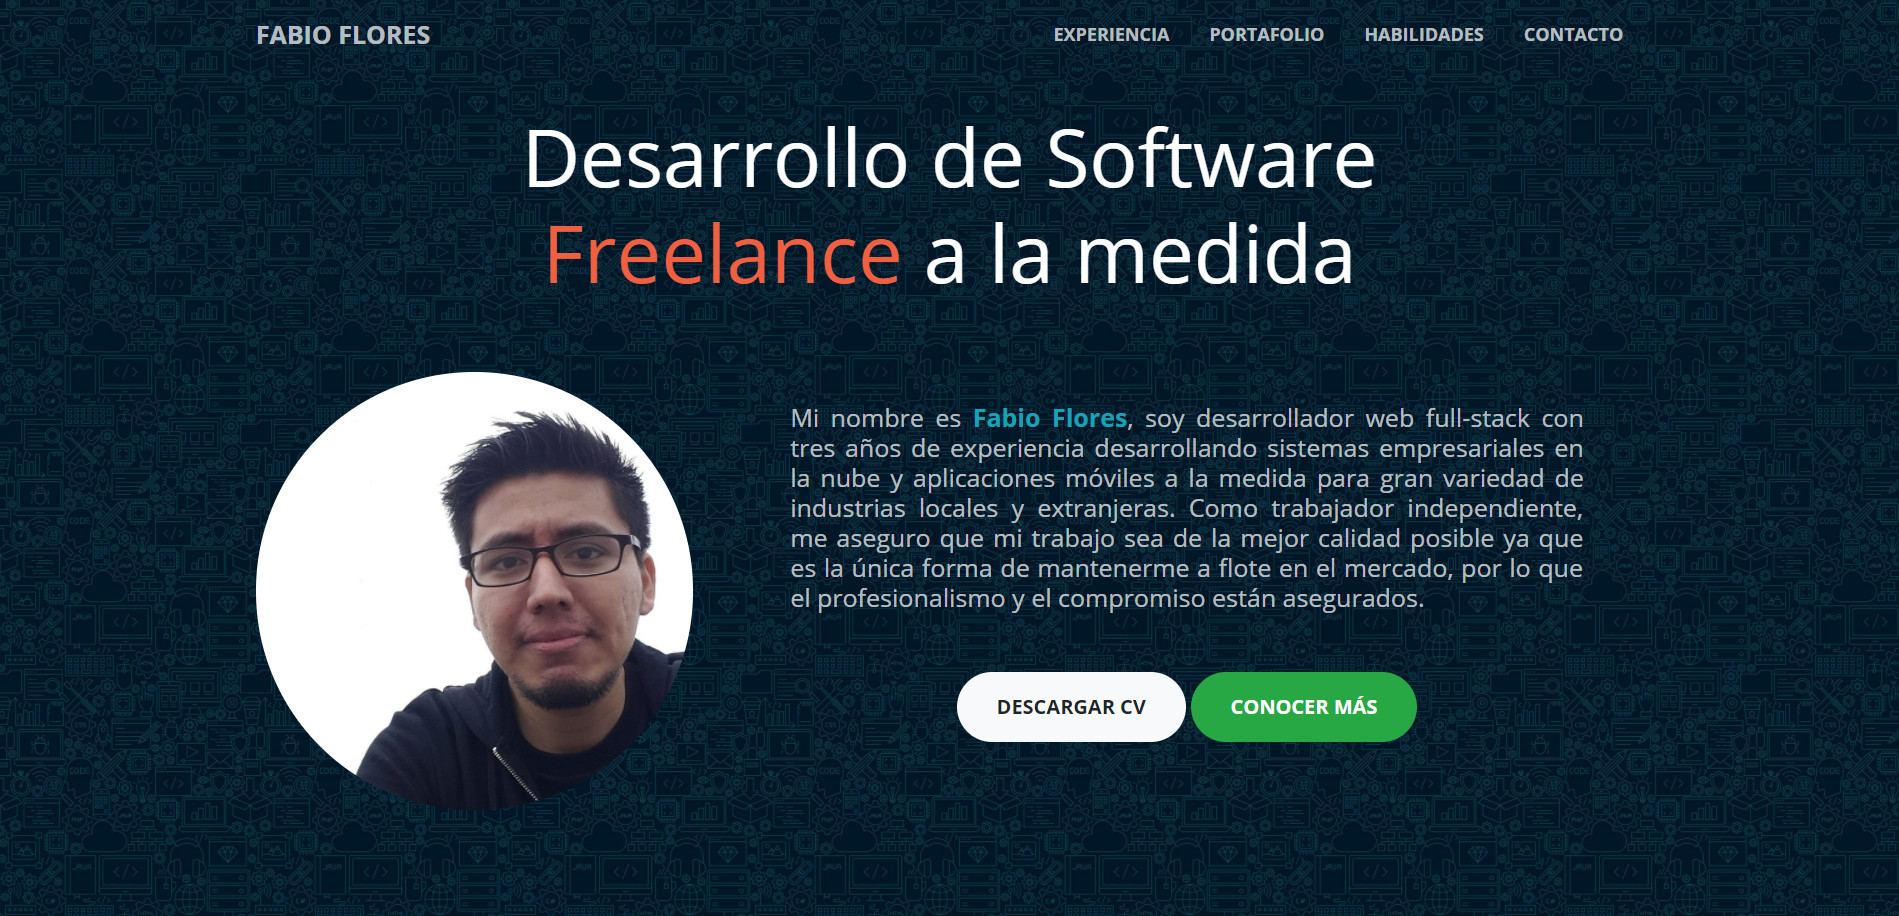 FABIO FLORES
EXPERIENCIA PORTAFOLIO HABILIDADES CONTACTO
Desarrollo de Software
Freelance a la medida
Mi nombre es Fabio Flores, soy desarrollador web full-stack con
tres años de experiencia desarrollando sistemas empresariales en
la nube y aplicaciones móviles a la medida para gran variedad de
industrias locales y extranjeras. Como trabajador independiente,
me aseguro que mi trabajo sea de la mejor calidad posible ya que
es la única forma de mantenerme a flote en el mercado, por lo que
el profesionalismo y el compromiso están asegurados.
DESCARGAR CV
CONOCER MÁS